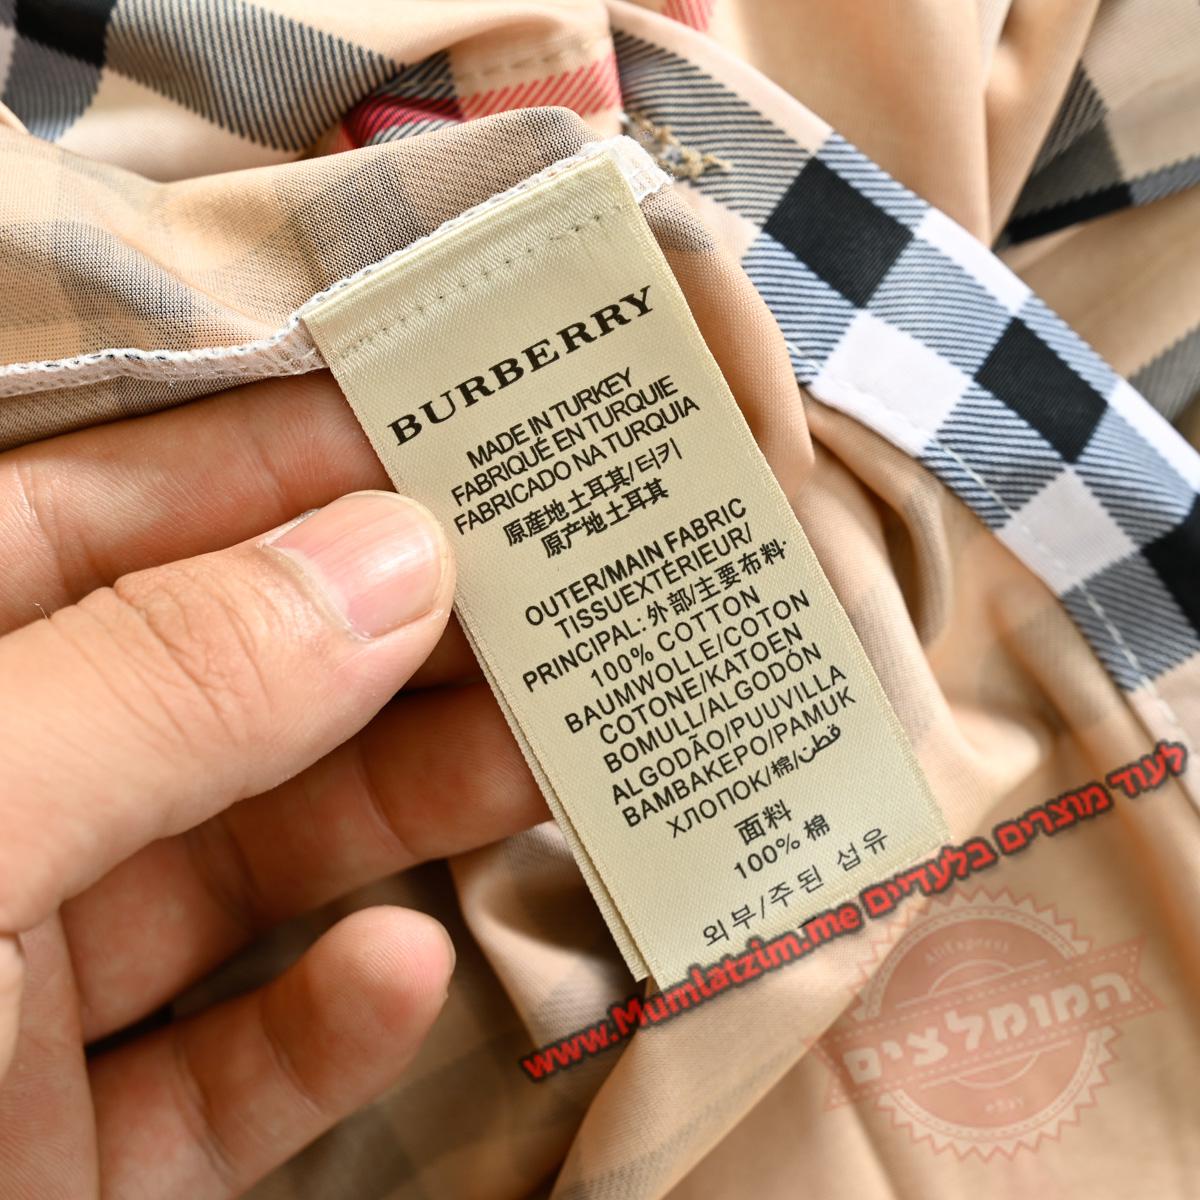 BURBERRY
MADE IN TURKEY
FABRIQUÉ EN TURQUIE
FABRICADO NA TURQUIA
原産地 土耳其/터키
原产地 土耳其
OUTER/MAIN FABRIC
TISSUEXTÉRIEUR/
PRINCIPAL: 外部/主要布料:
100% COTTON
BAUMWOLLE/COTON
COTONE/KATOEN
BOMULL/ALGODÓN
ALGODÃO/PUUVILLA
BAMBAKEPO/PAMUK
ХЛОПОК/棉/قطن
面料
100% 棉
외부/주된 섬유
www.Mumlatzim.me לעוד מוצרים בלעדיים
AliExpress
המומלצים
eBay